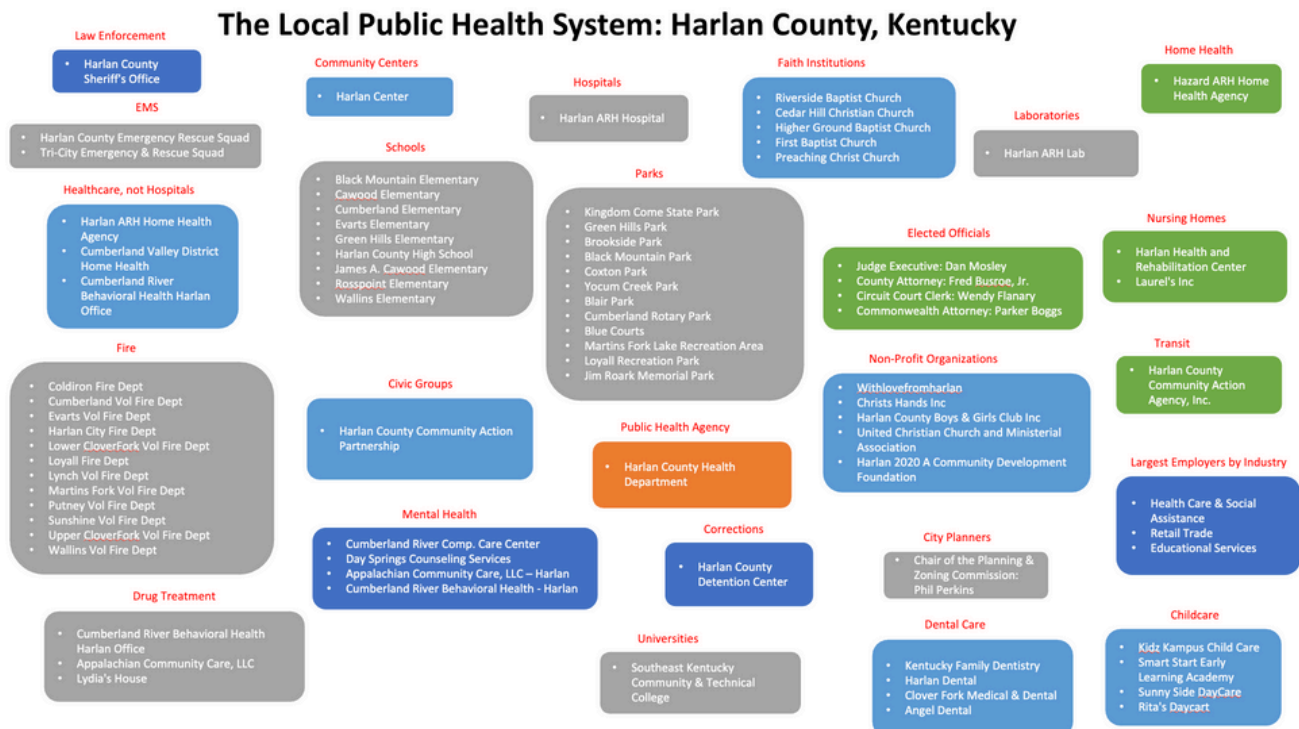 The Local Public Health System: Harlan County, Kentucky
Law Enforcement
• Harlan County
Sheriff's Office
EMS
• Harlan County Emergency Rescue Squad
• Tri-City Emergency & Rescue Squad
Healthcare, not Hospitals
• Harlan ARH Home Health
Agency
• Cumberland Valley District
Home Health
• Cumberland River
Behavioral Health Harlan
Office
Fire
• Coldiron Fire Dept
• Cumberland Vol Fire Dept
• Evarts Vol Fire Dept
• Harlan City Fire Dept
• Lower CloverFork Vol Fire Dept
• Loyall Fire Dept
• Lynch Vol Fire Dept
• Martins Fork Vol Fire Dept
• Putney Vol Fire Dept
• Sunshine Vol Fire Dept
• Upper CloverFork Vol Fire Dept
• Wallins Vol Fire Dept
Drug Treatment
• Cumberland River Behavioral Health
Harlan Office
• Appalachian Community Care, LLC
• Lydia's House
Community Centers
• Harlan Center
Schools
• Black Mountain Elementary
• Cawood Elementary
• Cumberland Elementary
• Evarts Elementary
• Green Hills Elementary
• Harlan County High School
• James A. Cawood Elementary
• Rosspoint Elementary
• Wallins Elementary
Civic Groups
• Harlan County Community Action
Partnership
Mental Health
• Cumberland River Comp. Care Center
• Day Springs Counseling Services
• Appalachian Community Care, LLC – Harlan
• Cumberland River Behavioral Health - Harlan
Hospitals
• Harlan ARH Hospital
Parks
• Kingdom Come State Park
• Green Hills Park
• Brookside Park
• Black Mountain Park
• Coxton Park
• Yocum Creek Park
• Blair Park
• Cumberland Rotary Park
• Blue Courts
• Martins Fork Lake Recreation Area
• Loyall Recreation Park
• Jim Roark Memorial Park
Public Health Agency
• Harlan County Health
Department
Corrections
• Harlan County
Detention Center
Universities
• Southeast Kentucky
Community & Technical
College
Faith Institutions
• Riverside Baptist Church
• Cedar Hill Christian Church
• Higher Ground Baptist Church
• First Baptist Church
• Preaching Christ Church
Laboratories
• Harlan ARH Lab
Elected Officials
• Judge Executive: Dan Mosley
• County Attorney: Fred Busroe, Jr.
• Circuit Court Clerk: Wendy Flanary
• Commonwealth Attorney: Parker Boggs
Non-Profit Organizations
• Withlovefromharlan
• Christs Hands Inc
• Harlan County Boys & Girls Club Inc
• United Christian Church and Ministerial
Association
• Harlan 2020 A Community Development
Foundation
City Planners
• Chair of the Planning &
Zoning Commission:
Phil Perkins
Dental Care
• Kentucky Family Dentistry
• Harlan Dental
• Clover Fork Medical & Dental
• Angel Dental
Home Health
• Hazard ARH Home
Health Agency
Nursing Homes
• Harlan Health and
Rehabilitation Center
• Laurel's Inc
Transit
• Harlan County
Community Action
Agency, Inc.
Largest Employers by Industry
• Health Care & Social
Assistance
• Retail Trade
• Educational Services
Childcare
• Kidz Kampus Child Care
• Smart Start Early
Learning Academy
• Sunny Side DayCare
• Rita's Daycart